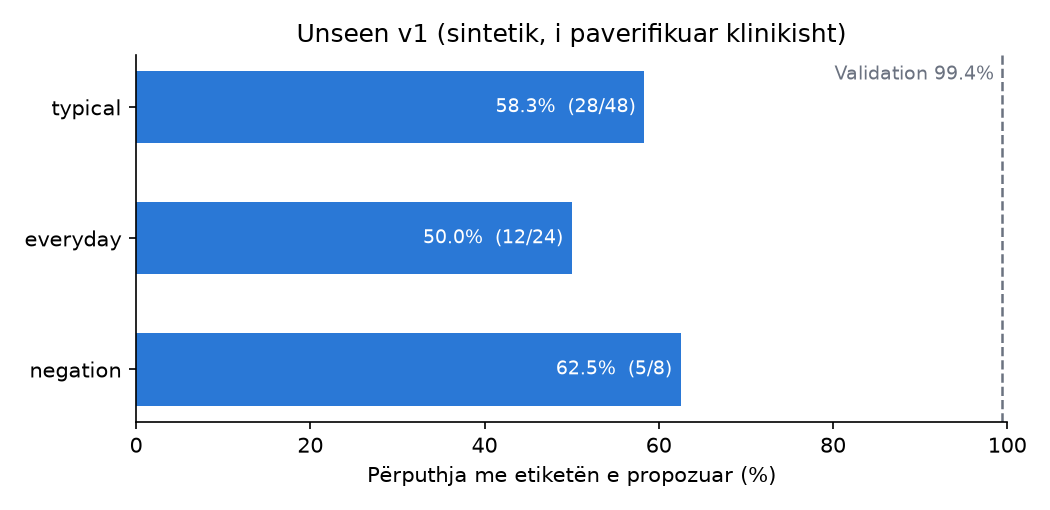 Unseen v1 (sintetik, i paverifikuar klinikisht)
Validation 99.4%
typical
58.3% (28/48)
everyday
50.0% (12/24)
negation
62.5% (5/8)
0 20 40 60 80 100
Përputhja me etiketën e propozuar (%)